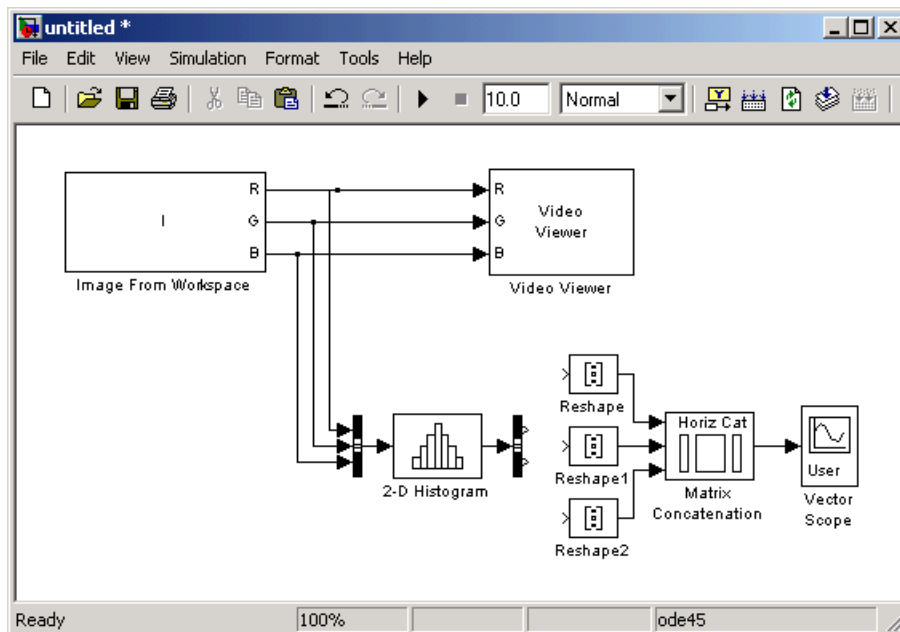 untitled *
File Edit View Simulation Format Tools Help
10.0 Normal
I
R
G
B
Image From Workspace
R
G
B
Video
Viewer
Video Viewer
2-D Histogram
Reshape
Reshape1
Reshape2
Horiz Cat
Matrix
Concatenation
User
Vector
Scope
Ready 100% ode45